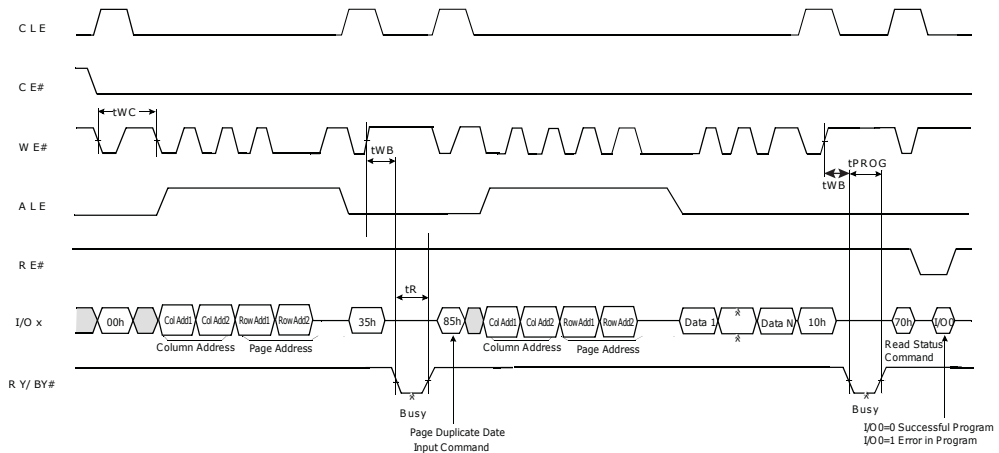 CLE
CE#
tWC
WE#
tWB
tPROG
tWB
ALE
RE#
tR
I/O x
00h
Col Add1
Col Add2
Row Add1
Row Add2
35h
85h
Col Add1
Col Add2
Row Add1
Row Add2
Data 1
Data N
10h
70h
I/O0
Column Address
Page Address
Column Address
Page Address
Read Status
Command
RY/BY#
Busy
Busy
Page Duplicate Date
Input Command
I/O0=0 Successful Program
I/O0=1 Error in Program